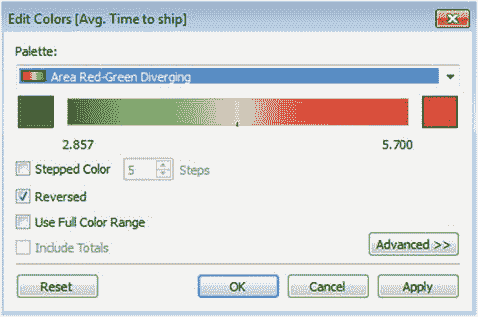 Edit Colors [Avg. Time to ship]
Palette:
Area Red-Green Diverging
2.857 5.700
Stepped Color 5 Steps
Reversed
Use Full Color Range
Include Totals
Advanced >>
Reset OK Cancel Apply